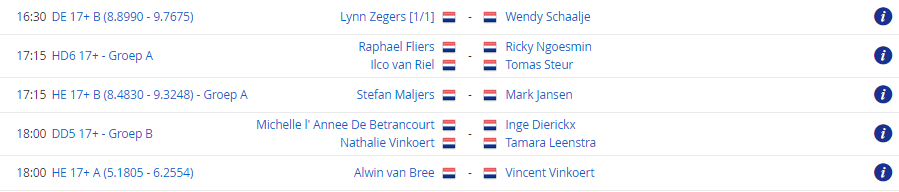 16:30 DE 17+ B (8.8990 - 9.7675) Lynn Zegers [1/1] - Wendy Schaalje i
17:15 HD6 17+ - Groep A Raphael Fliers - Ricky Ngoesmin i
Ilco van Riel Tomas Steur
17:15 HE 17+ B (8.4830 - 9.3248) - Groep A Stefan Maljers - Mark Jansen i
18:00 DD5 17+ - Groep B Michelle l' Annee De Betrancourt - Inge Dierickx i
Nathalie Vinkoert Tamara Leenstra
18:00 HE 17+ A (5.1805 - 6.2554) Alwin van Bree - Vincent Vinkoert i